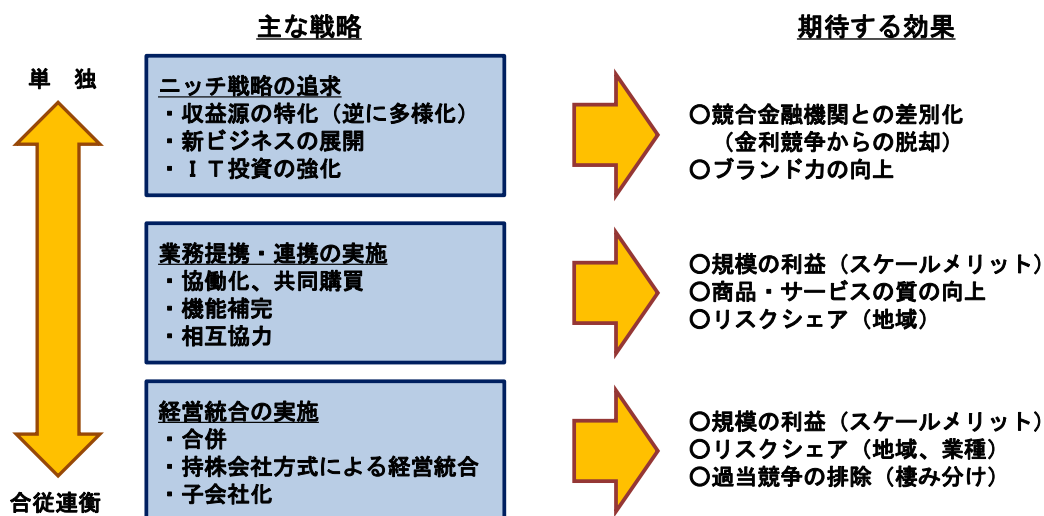 主な戦略
期待する効果
単　独
ニッチ戦略の追求
・収益源の特化（逆に多様化）
・新ビジネスの展開
・ＩＴ投資の強化
〇競合金融機関との差別化
（金利競争からの脱却）
〇ブランド力の向上
業務提携・連携の実施
・協働化、共同購買
・機能補完
・相互協力
〇規模の利益（スケールメリット）
〇商品・サービスの質の向上
〇リスクシェア（地域）
経営統合の実施
・合併
・持株会社方式による経営統合
・子会社化
〇規模の利益（スケールメリット）
〇リスクシェア（地域、業種）
〇過当競争の排除（棲み分け）
合従連衡